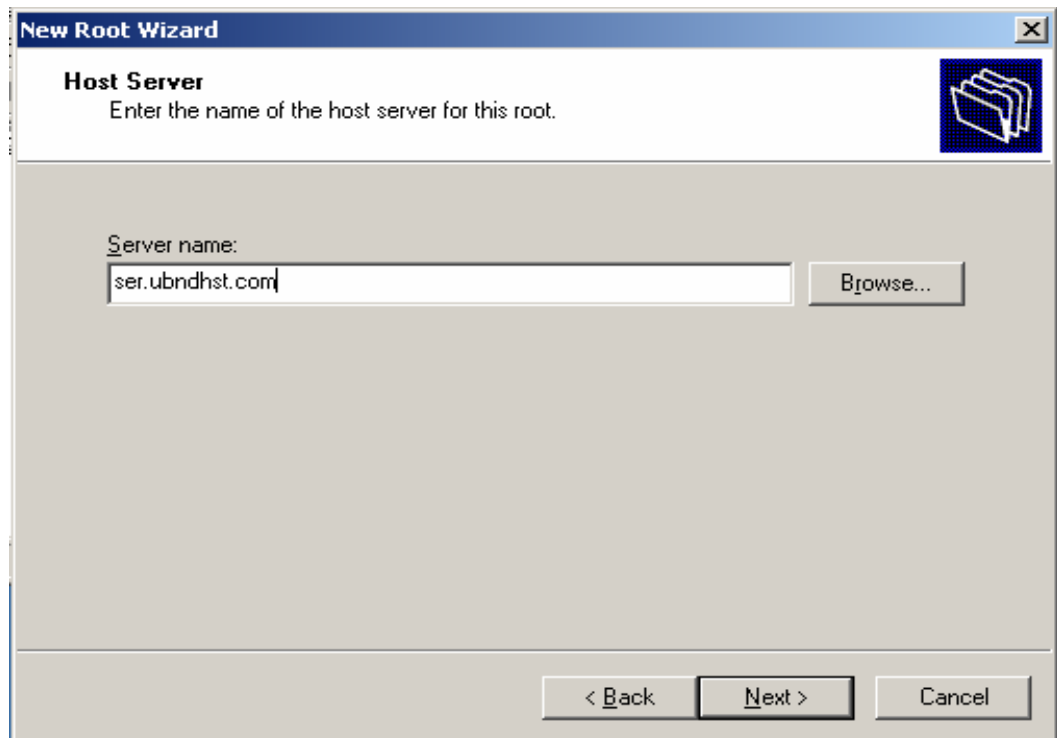 New Root Wizard
Host Server
Enter the name of the host server for this root.
Server name:
ser.ubndhst.com
Browse...
< Back
Next >
Cancel